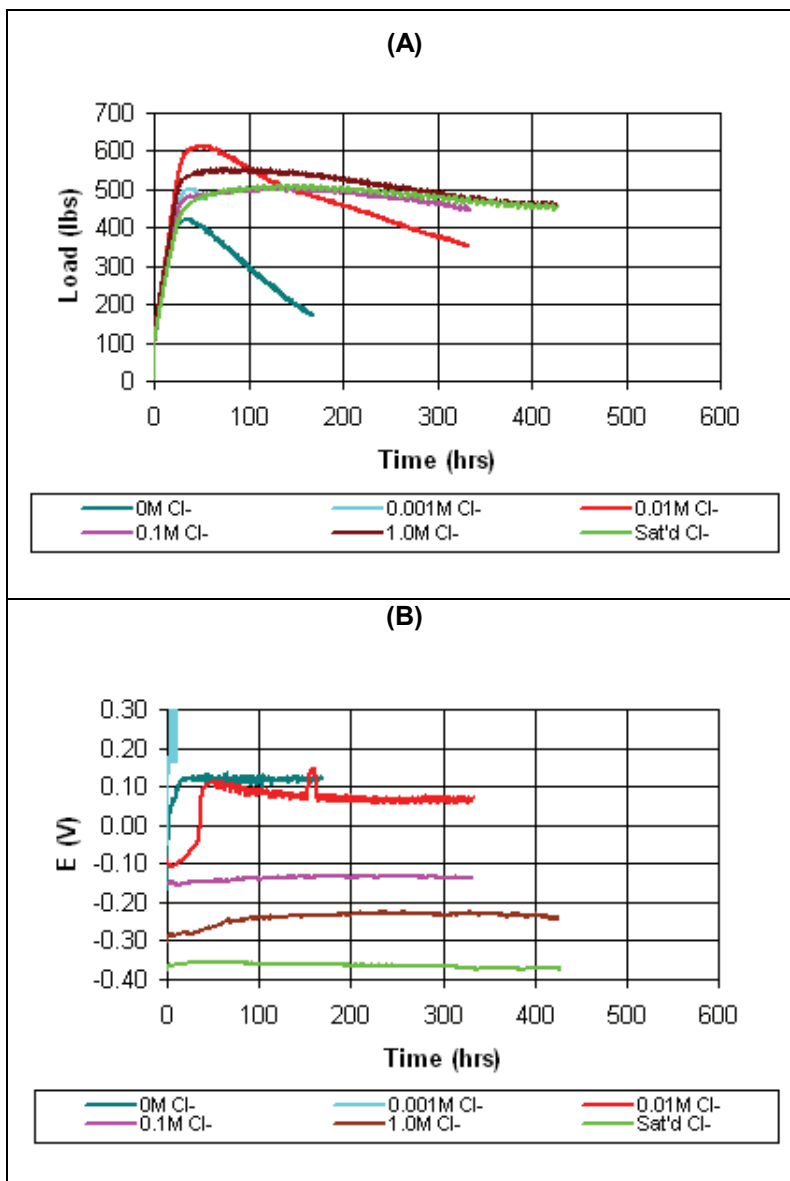 (A)
700
600
500
400
300
200
100
0
Load (lbs)
0 100 200 300 400 500 600
Time (hrs)
0M Cl- 0.001M Cl- 0.01M Cl-
0.1M Cl- 1.0M Cl- Sat'd Cl-
(B)
0.30
0.20
0.10
0.00
-0.10
-0.20
-0.30
-0.40
E (V)
0 100 200 300 400 500 600
Time (hrs)
0M Cl- 0.001M Cl- 0.01M Cl-
0.1M Cl- 1.0M Cl- Sat'd Cl-